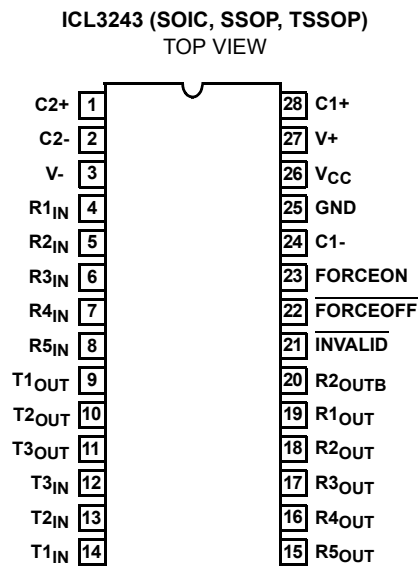 ICL3243 (SOIC, SSOP, TSSOP)
TOP VIEW
C2+ 1 28 C1+
C2- 2 27 V+
V- 3 26 VCC
R1IN 4 25 GND
R2IN 5 24 C1-
R3IN 6 23 FORCEON
R4IN 7 22 FORCEOFF
R5IN 8 21 INVALID
T1OUT 9 20 R2OUTB
T2OUT 10 19 R1OUT
T3OUT 11 18 R2OUT
T3IN 12 17 R3OUT
T2IN 13 16 R4OUT
T1IN 14 15 R5OUT